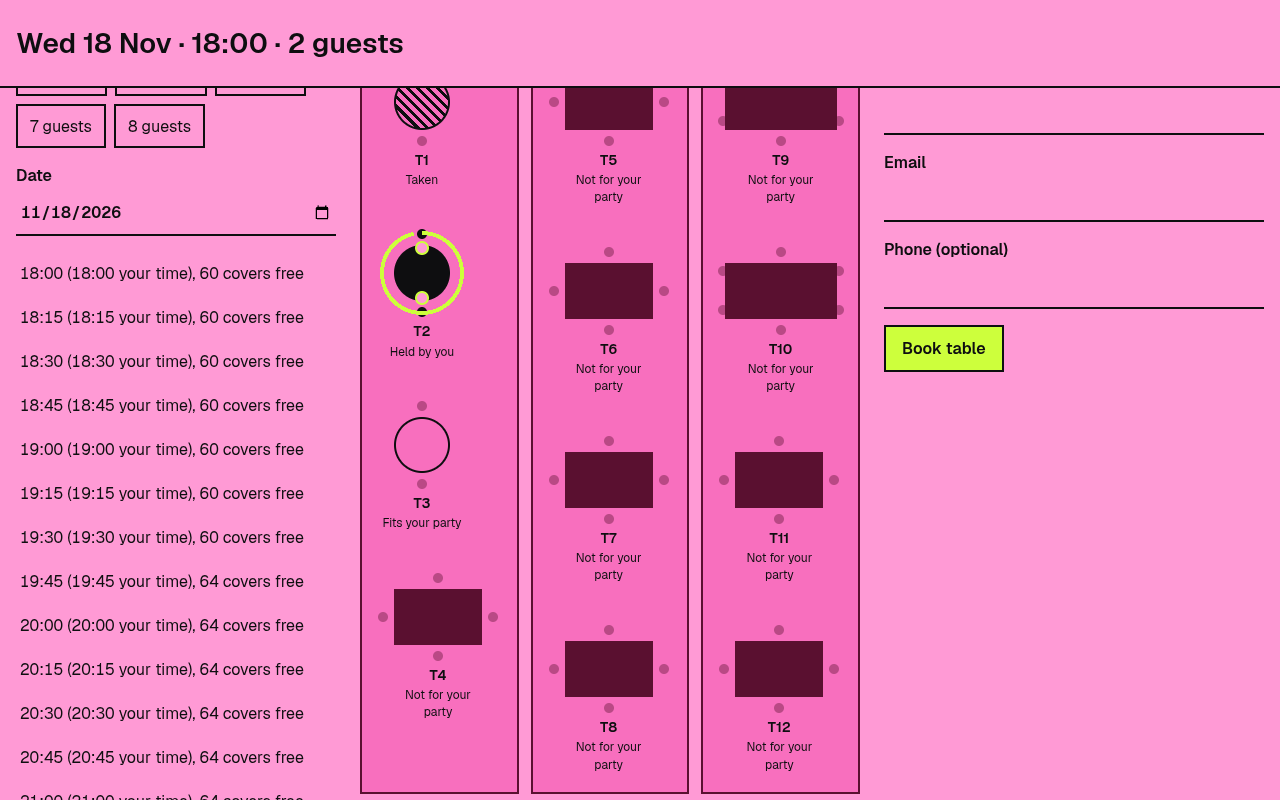 Wed 18 Nov · 18:00 · 2 guests
7 guests
8 guests
Date
11/18/2026
18:00 (18:00 your time), 60 covers free
18:15 (18:15 your time), 60 covers free
18:30 (18:30 your time), 60 covers free
18:45 (18:45 your time), 60 covers free
19:00 (19:00 your time), 60 covers free
19:15 (19:15 your time), 60 covers free
19:30 (19:30 your time), 60 covers free
19:45 (19:45 your time), 64 covers free
20:00 (20:00 your time), 64 covers free
20:15 (20:15 your time), 64 covers free
20:30 (20:30 your time), 64 covers free
20:45 (20:45 your time), 64 covers free
21:00 (21:00 your time), 64 covers free
T1
Taken
T2
Held by you
T3
Fits your party
T4
Not for your
party
T5
Not for your
party
T6
Not for your
party
T7
Not for your
party
T8
Not for your
party
T9
Not for your
party
T10
Not for your
party
T11
Not for your
party
T12
Not for your
party
Email
Phone (optional)
Book table